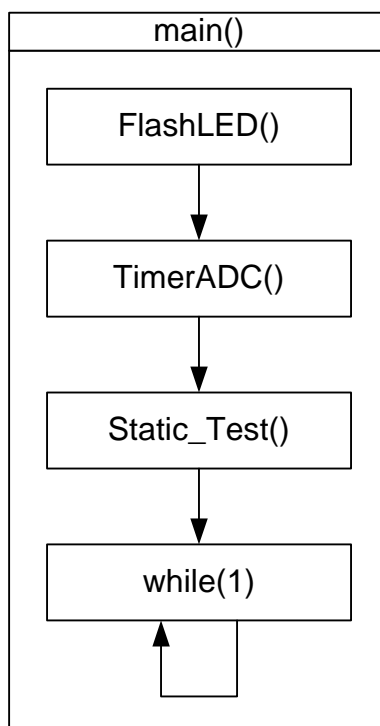 main()
FlashLED()
TimerADC()
Static_Test()
while(1)